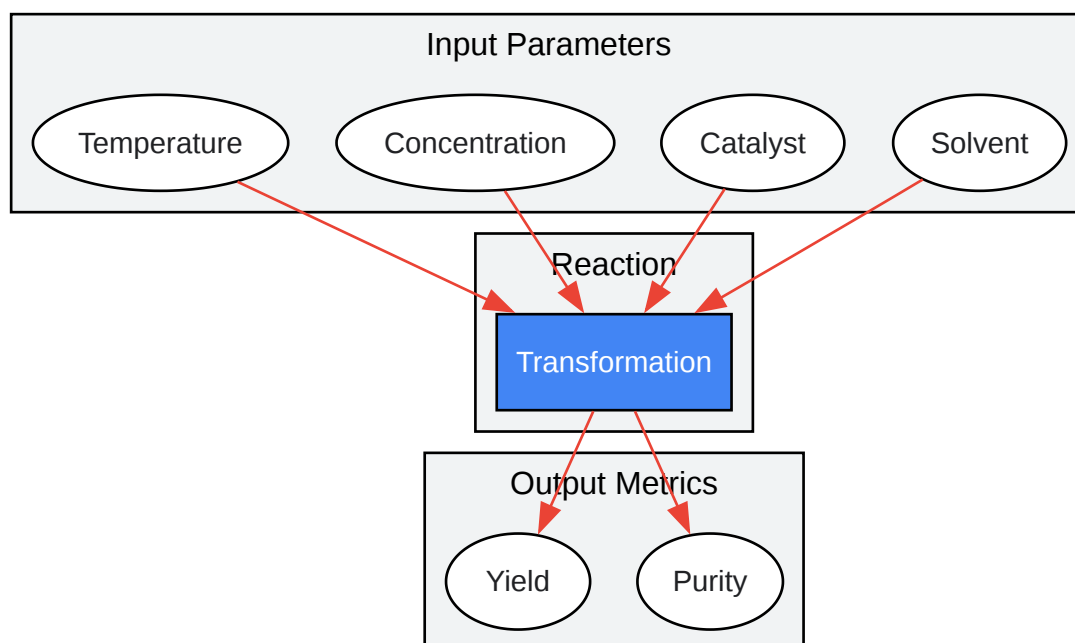 Input Parameters
Temperature
Concentration
Catalyst
Solvent
Reaction
Transformation
Output Metrics
Yield
Purity